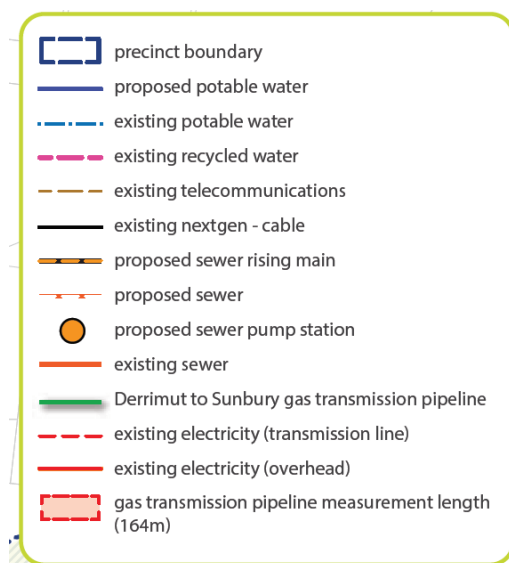 precinct boundary
proposed potable water
existing potable water
existing recycled water
existing telecommunications
existing nextgen - cable
proposed sewer rising main
proposed sewer
proposed sewer pump station
existing sewer
Derrimut to Sunbury gas transmission pipeline
existing electricity (transmission line)
existing electricity (overhead)
gas transmission pipeline measurement length
(164m)